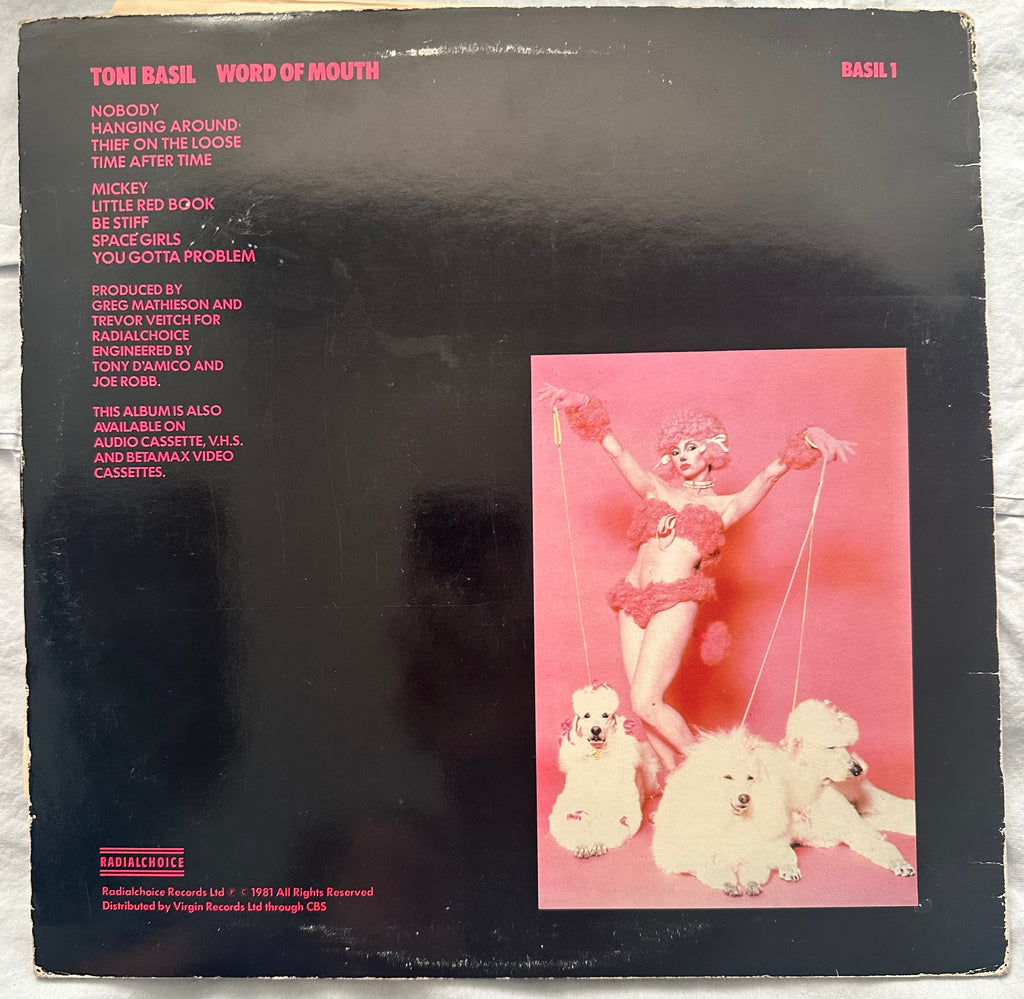 TONI BASIL WORD OF MOUTH
BASIL 1
NOBODY
HANGING AROUND
THIEF ON THE LOOSE
TIME AFTER TIME
MICKEY
LITTLE RED BOOK
BE STIFF
SPACE GIRLS
YOU GOTTA PROBLEM
PRODUCED BY
GREG MATHIESON AND
TREVOR VEITCH FOR
RADIALCHOICE
ENGINEERED BY
TONY D'AMICO AND
JOE ROBB.
THIS ALBUM IS ALSO
AVAILABLE ON
AUDIO CASSETTE, V.H.S.
AND BETAMAX VIDEO
CASSETTES.
RADIALCHOICE
Radialchoice Records Ltd ℗ © 1981 All Rights Reserved
Distributed by Virgin Records Ltd through CBS